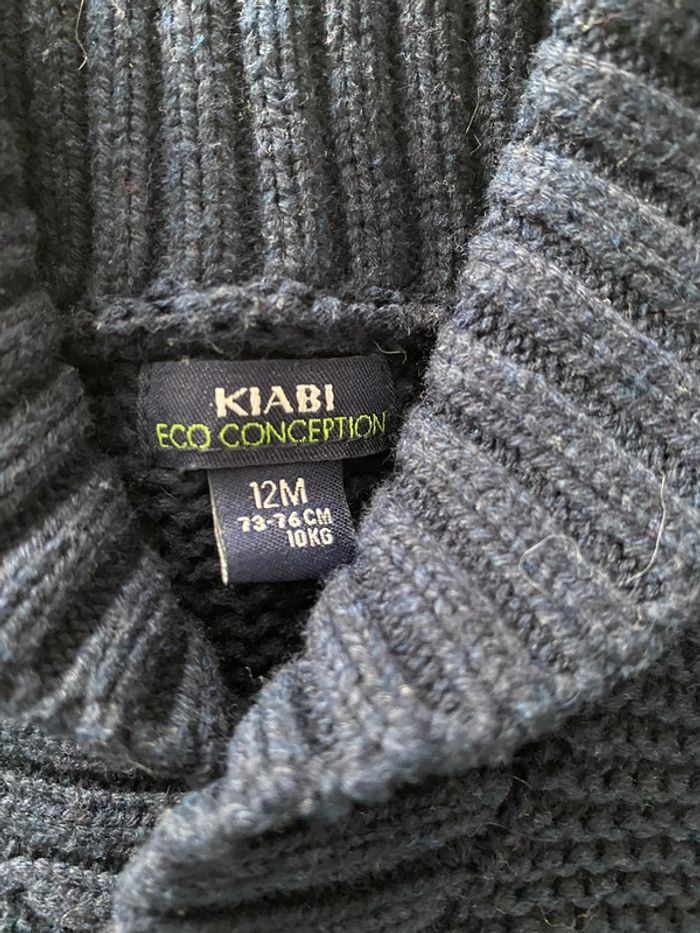 KIABI
ECO CONCEPTION
12M
73-76 CM
10KG